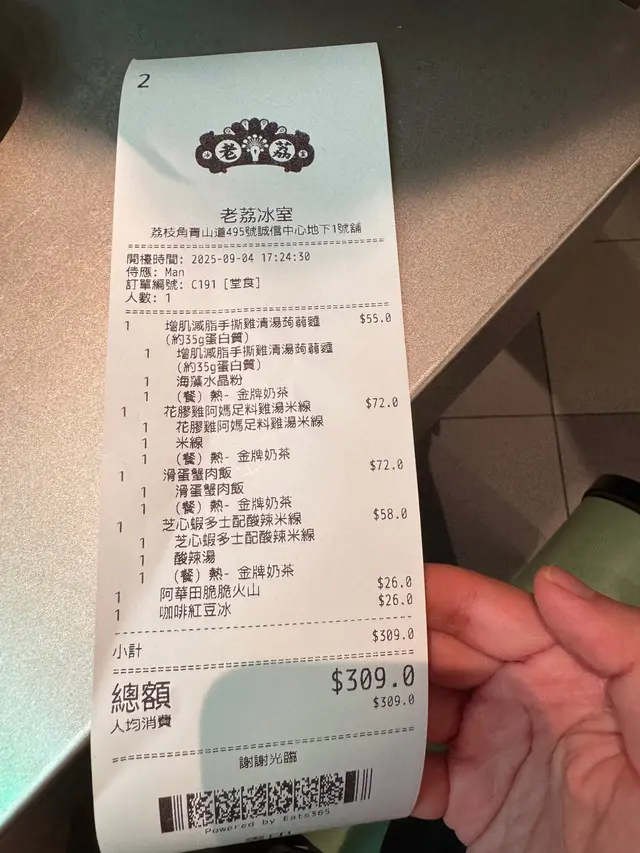 2
冰 老 荔 室
老荔冰室
荔枝角青山道495號誠信中心地下1號舖
開檯時間: 2025-09-04 17:24:30
侍應: Man
訂單編號: C191 [堂食]
人數: 1
1 增肌減脂手撕雞清湯蒟蒻麵 $55.0
(約35g蛋白質)
1 增肌減脂手撕雞清湯蒟蒻麵
(約35g蛋白質)
1 海藻水晶粉
1 (餐) 熱- 金牌奶茶
1 花膠雞阿媽足料雞湯米線 $72.0
1 花膠雞阿媽足料雞湯米線
1 米線
1 (餐) 熱- 金牌奶茶
1 滑蛋蟹肉飯 $72.0
1 滑蛋蟹肉飯
1 (餐) 熱- 金牌奶茶
1 芝心蝦多士配酸辣米線 $58.0
1 芝心蝦多士配酸辣米線
1 酸辣湯
1 (餐) 熱- 金牌奶茶
1 阿華田脆脆火山 $26.0
1 咖啡紅豆冰 $26.0
小計 $309.0
總額 $309.0
人均消費 $309.0
謝謝光臨
Powered by Eats365